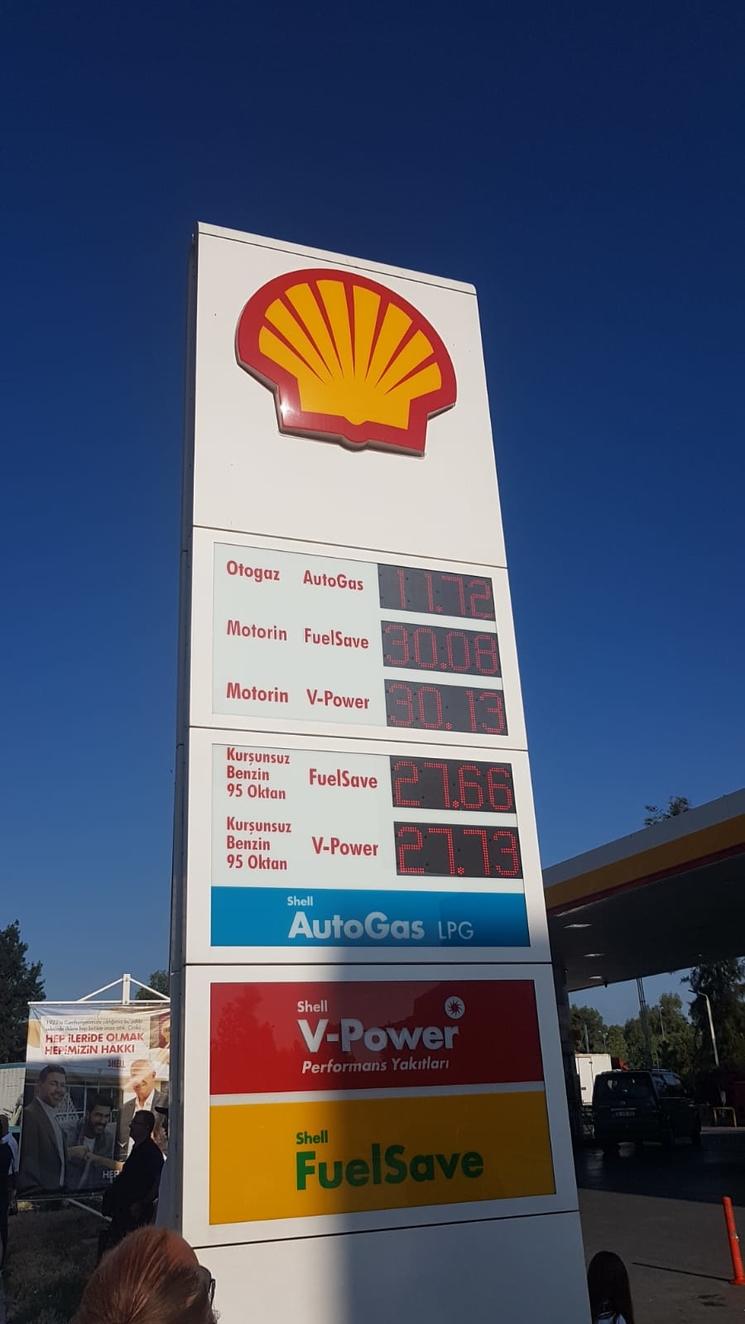 Otogaz AutoGas 11.72
Motorin FuelSave 30.08
Motorin V-Power 30.13
Kurşunsuz
Benzin
95 Oktan
FuelSave 27.66
Kurşunsuz
Benzin
95 Oktan
V-Power 27.73
Shell
AutoGas LPG
Shell
V-Power
Performans Yakıtları
Shell
FuelSave
HEP İLERİDE OLMAK
HEPİMİZİN HAKKI
SHELL
HEP